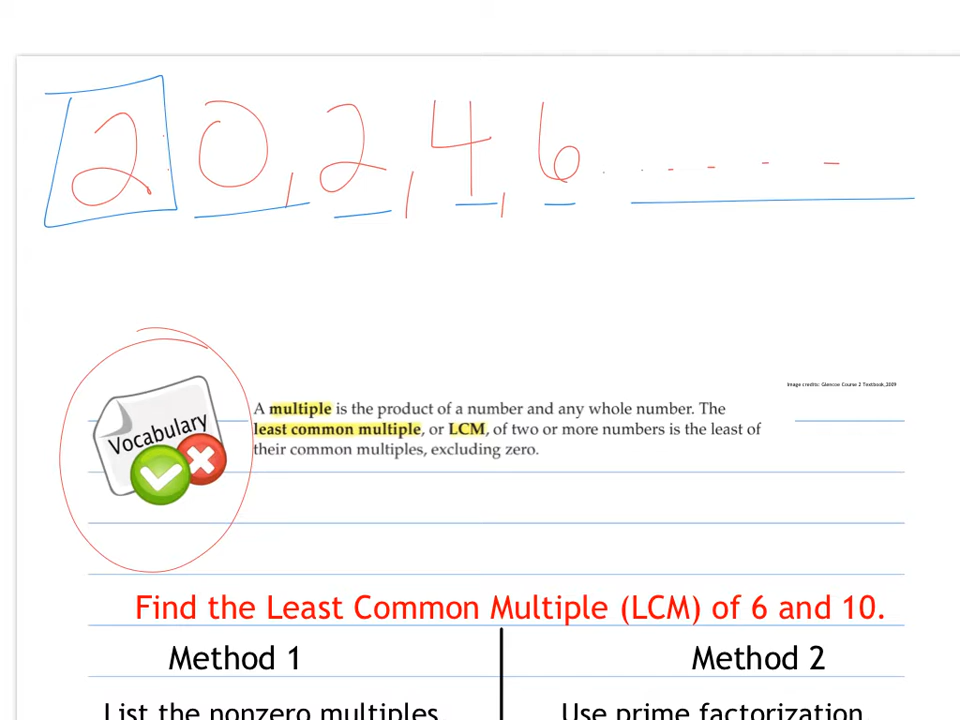 2: 0, 2, 4, 6 . . . . . .
Image credits: Glencoe Course 2 Textbook,2009
Vocabulary
A multiple is the product of a number and any whole number. The
least common multiple, or LCM, of two or more numbers is the least of
their common multiples, excluding zero.
Find the Least Common Multiple (LCM) of 6 and 10.
Method 1
Method 2
List the nonzero multiples.
Use prime factorization.